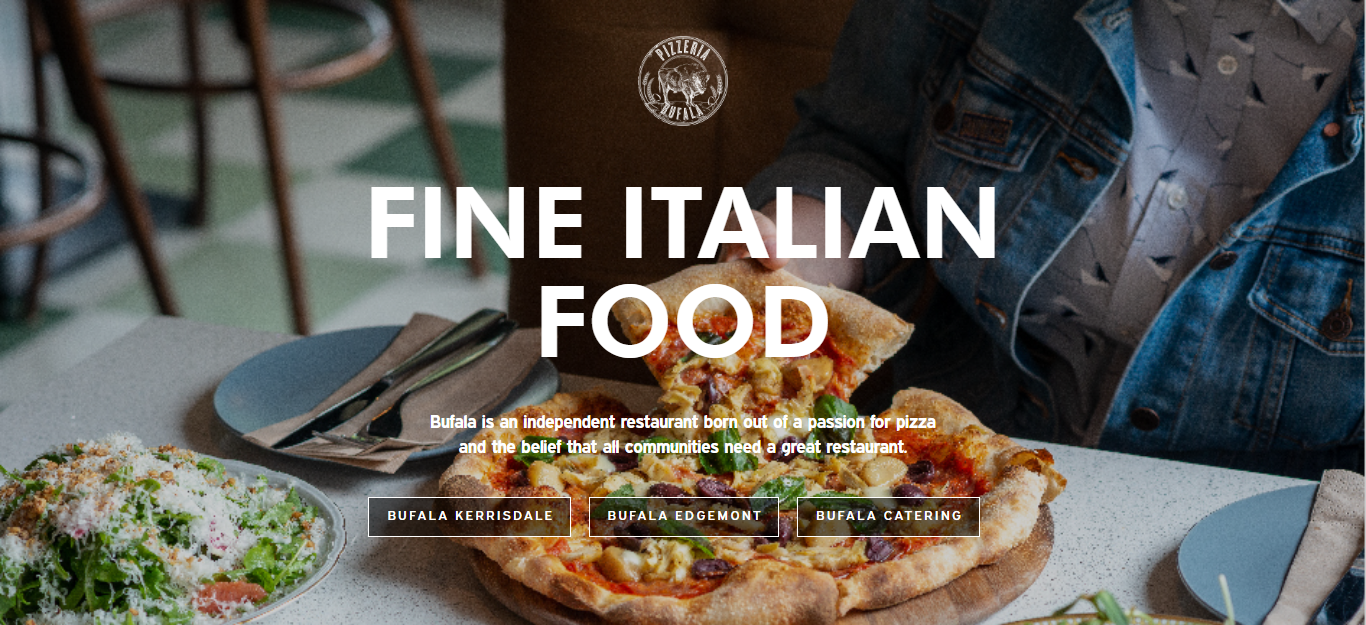 PIZZERIA
BUFALA
FINE ITALIAN
FOOD
Bufala is an independent restaurant born out of a passion for pizza
and the belief that all communities need a great restaurant.
BUFALA KERRISDALE
BUFALA EDGEMONT
BUFALA CATERING